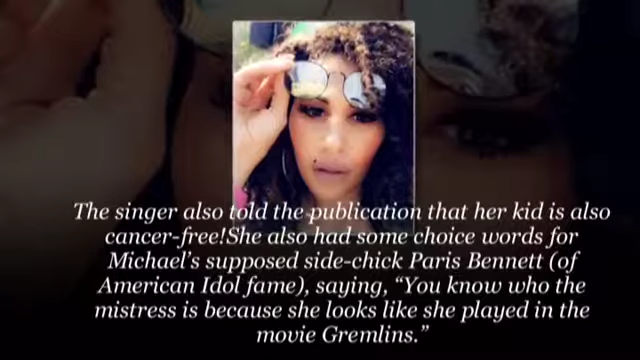 The singer also told the publication that her kid is also
cancer-free!She also had some choice words for
Michael's supposed side-chick Paris Bennett (of
American Idol fame), saying, “You know who the
mistress is because she looks like she played in the
movie Gremlins.”